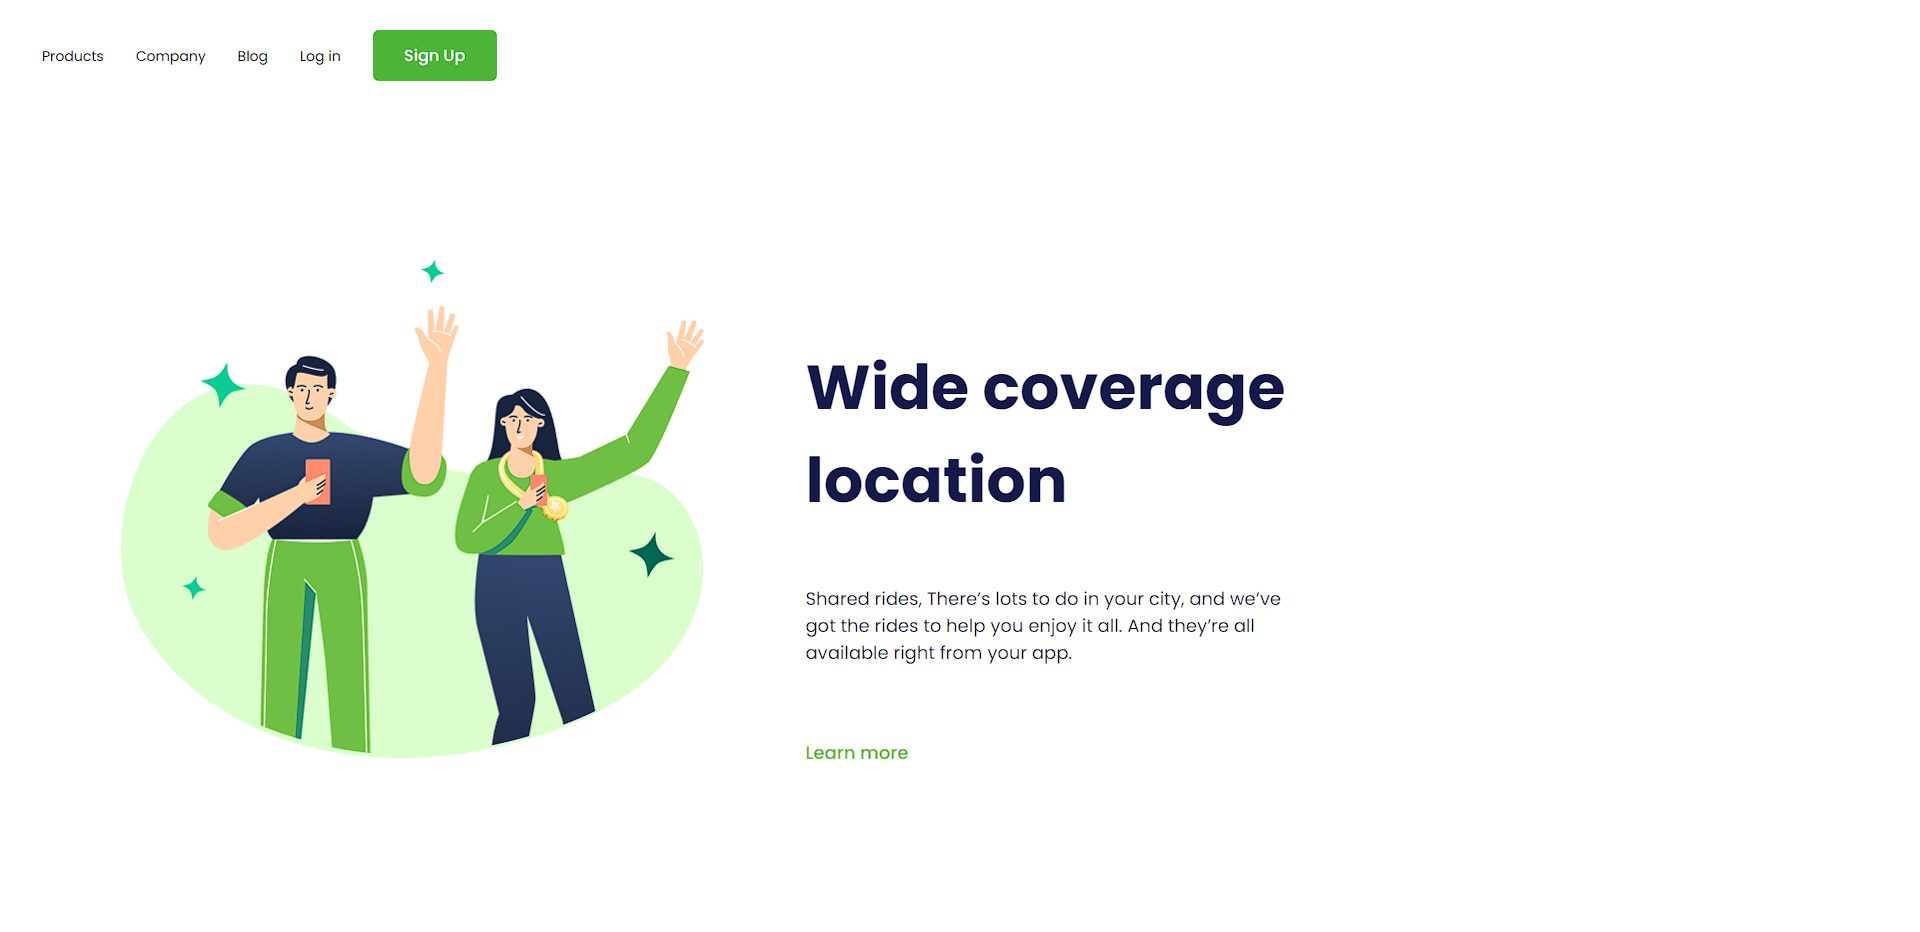 Products Company Blog Log in Sign Up
Wide coverage
location
Shared rides, There’s lots to do in your city, and we’ve
got the rides to help you enjoy it all. And they’re all
available right from your app.
Learn more